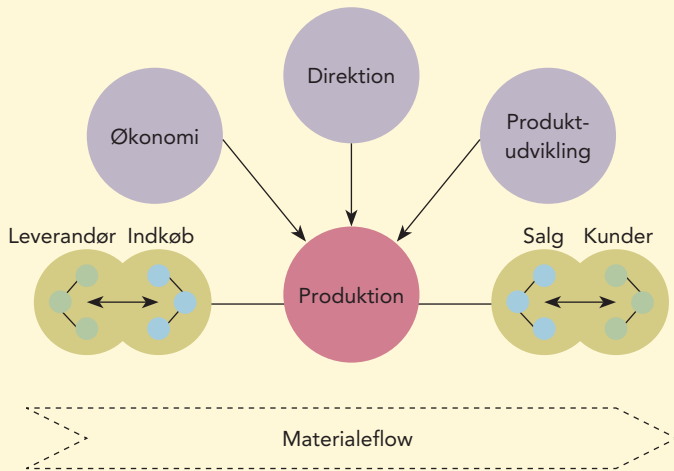 Direktion
Økonomi
Produkt-
udvikling
Leverandør Indkøb
Salg Kunder
Produktion
Materialeflow